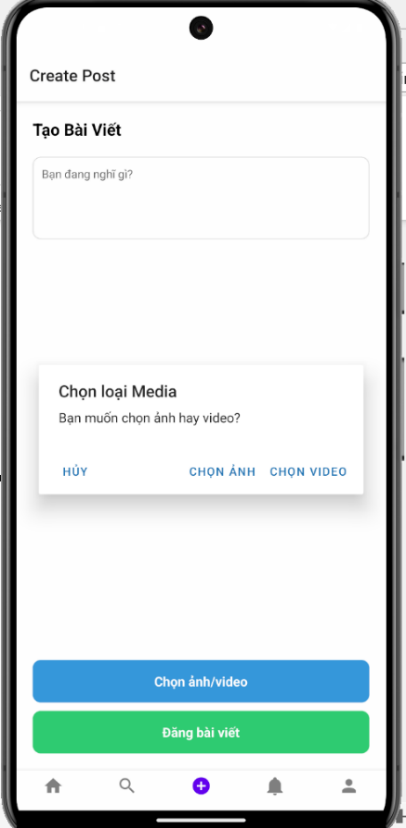 Create Post
Tạo Bài Viết
Bạn đang nghĩ gì?
Chọn loại Media
Bạn muốn chọn ảnh hay video?
HỦY CHỌN ẢNH CHỌN VIDEO
Chọn ảnh/video
Đăng bài viết